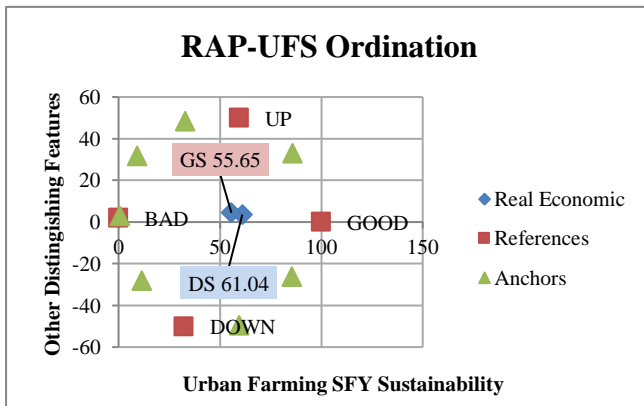 RAP-UFS Ordination
Other Distingishing Features
60
40
20
0
-20
-40
-60
UP
GS 55.65
BAD
GOOD
0
50
100
150
DS 61.04
DOWN
Urban Farming SFY Sustainability
Real Economic
References
Anchors